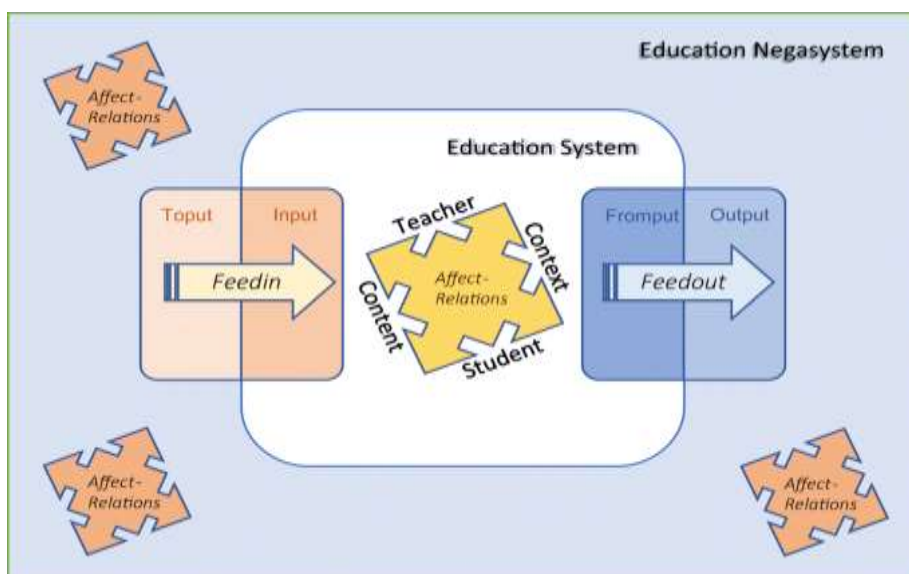 Education Negasystem
Affect-
Relations
Education System
Toput
Input
Feedin
Teacher
Context
Affect-
Relations
Content
Student
Fromput
Output
Feedout
Affect-
Relations
Affect-
Relations